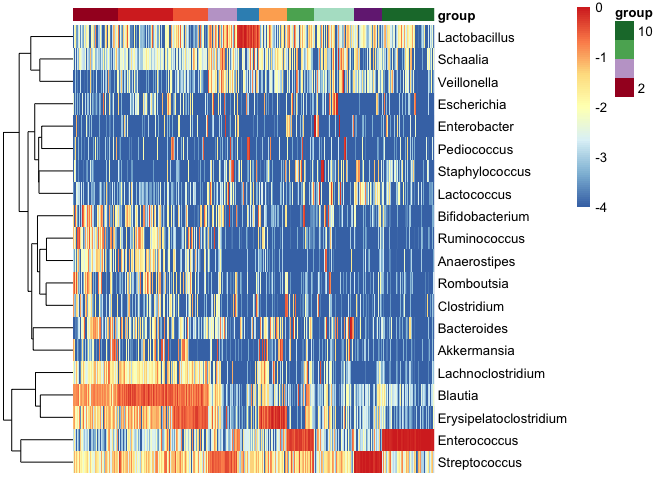 group
Lactobacillus
Schaalia
Veillonella
Escherichia
Enterobacter
Pediococcus
Staphylococcus
Lactococcus
Bifidobacterium
Ruminococcus
Anaerostipes
Romboutsia
Clostridium
Bacteroides
Akkermansia
Lachnoclostridium
Blautia
Erysipelatoclostridium
Enterococcus
Streptococcus
0
-1
-2
-3
-4
group
10
2